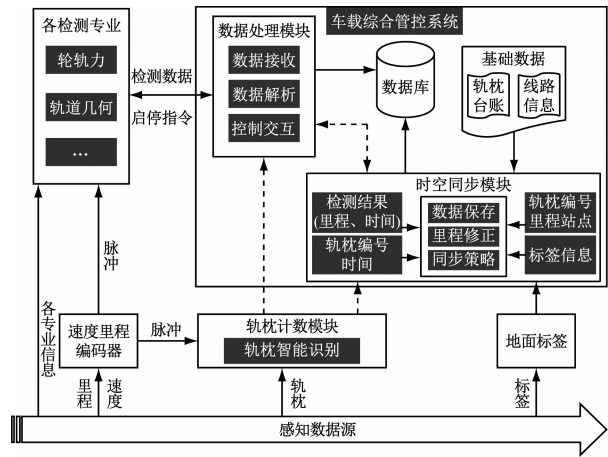 各检测专业
轮轨力
轨道几何
…
检测数据
启停指令
车载综合管控系统
数据处理模块
数据接收
数据解析
控制交互
数据库
基础数据
轨枕
台账
线路
信息
时空同步模块
检测结果
(里程、时间)
轨枕编号
时间
数据保存
里程修正
同步策略
轨枕编号
里程站点
标签信息
脉冲
各专业信息
速度里程
编码器
脉冲
轨枕计数模块
轨枕智能识别
地面标签
里程
速度
轨枕
标签
感知数据源